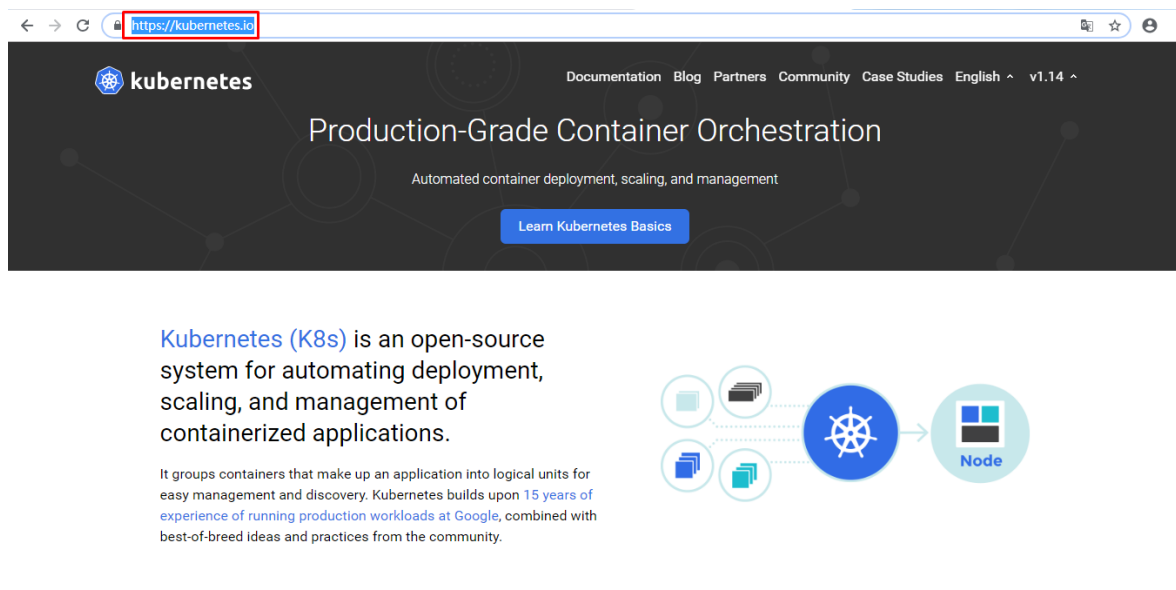 https://kubernetes.io
kubernetes
Documentation Blog Partners Community Case Studies English v1.14
Production-Grade Container Orchestration
Automated container deployment, scaling, and management
Learn Kubernetes Basics
Kubernetes (K8s) is an open-source
system for automating deployment,
scaling, and management of
containerized applications.
It groups containers that make up an application into logical units for
easy management and discovery. Kubernetes builds upon 15 years of
experience of running production workloads at Google, combined with
best-of-breed ideas and practices from the community.
Node